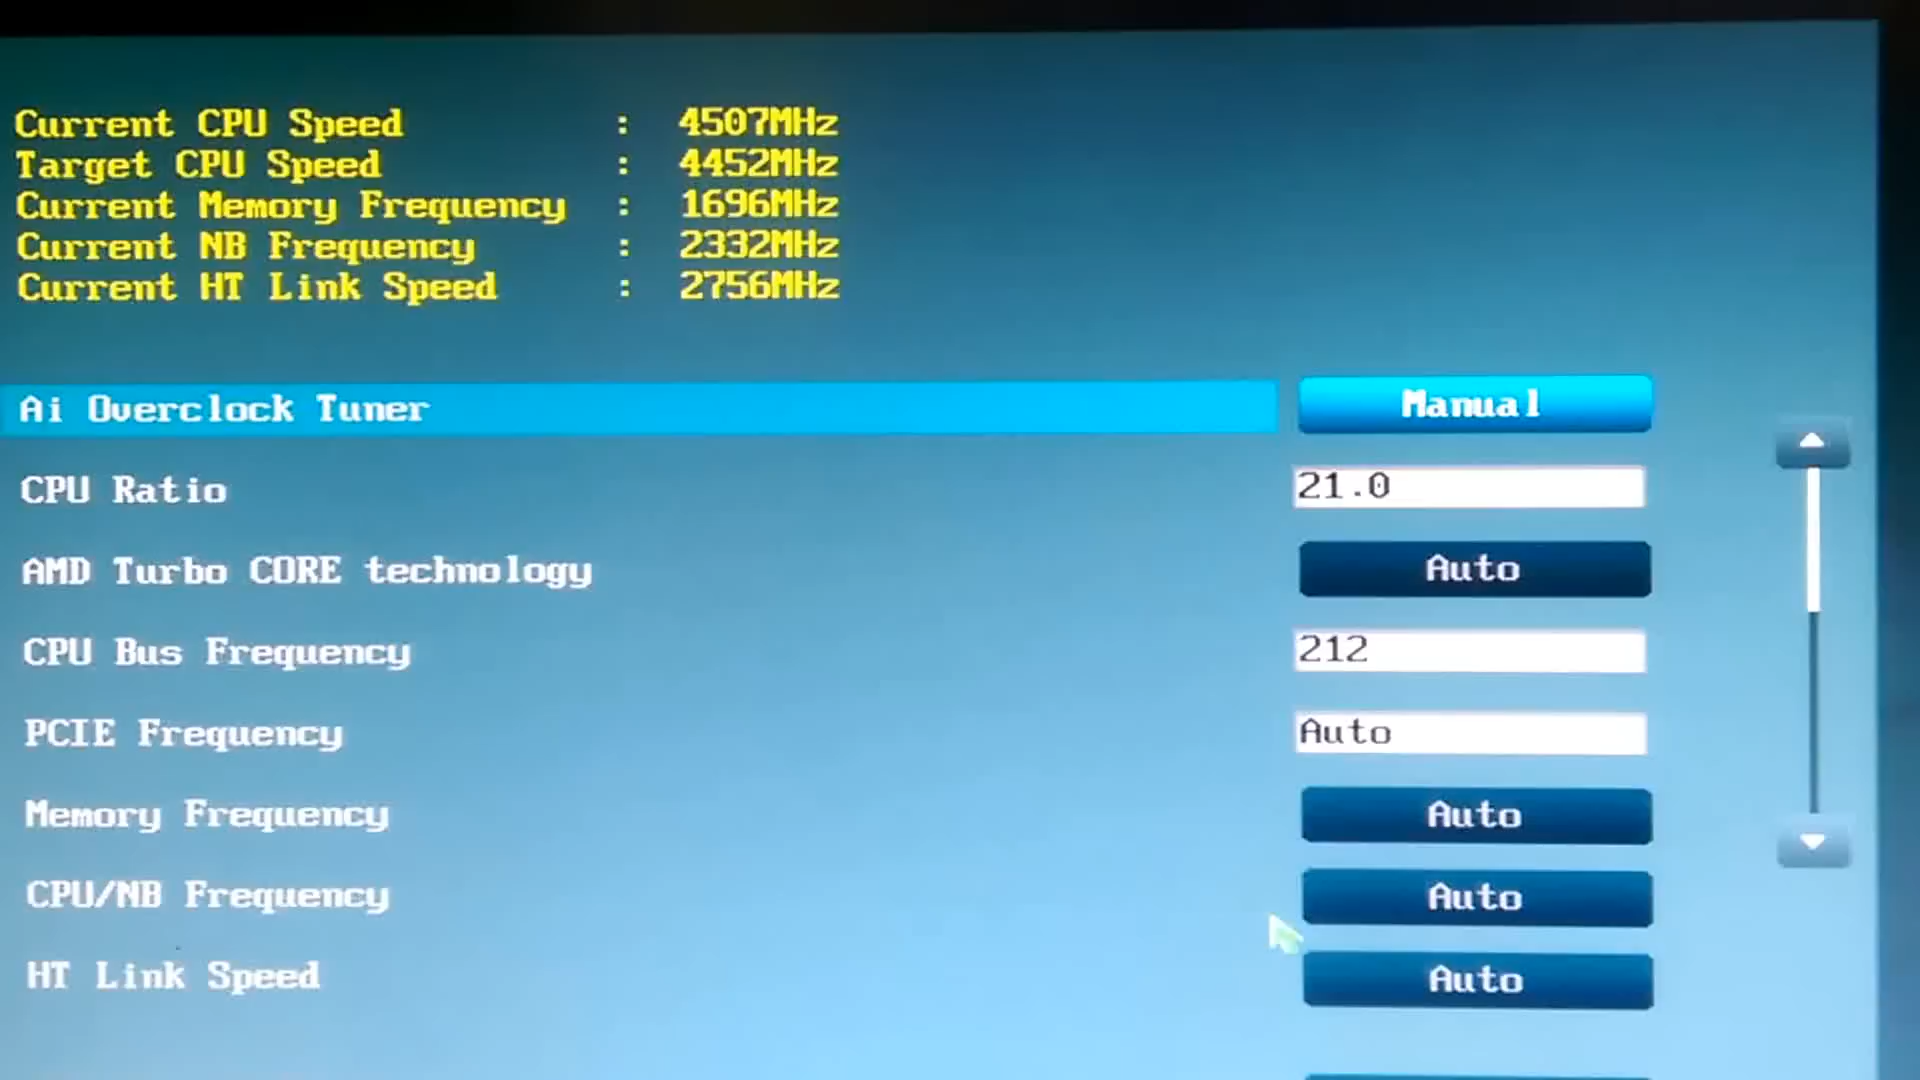 Current CPU Speed : 4507MHz
Target CPU Speed : 4452MHz
Current Memory Frequency : 1696MHz
Current NB Frequency : 2332MHz
Current HT Link Speed : 2756MHz
Ai Overclock Tuner Manual
CPU Ratio 21.0
AMD Turbo CORE technology Auto
CPU Bus Frequency 212
PCIE Frequency Auto
Memory Frequency Auto
CPU/NB Frequency Auto
HT Link Speed Auto